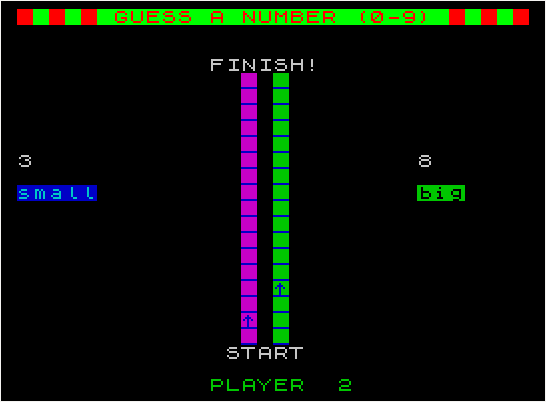 GUESS A NUMBER (0-9)
FINISH!
3 8
small big
START
PLAYER 2